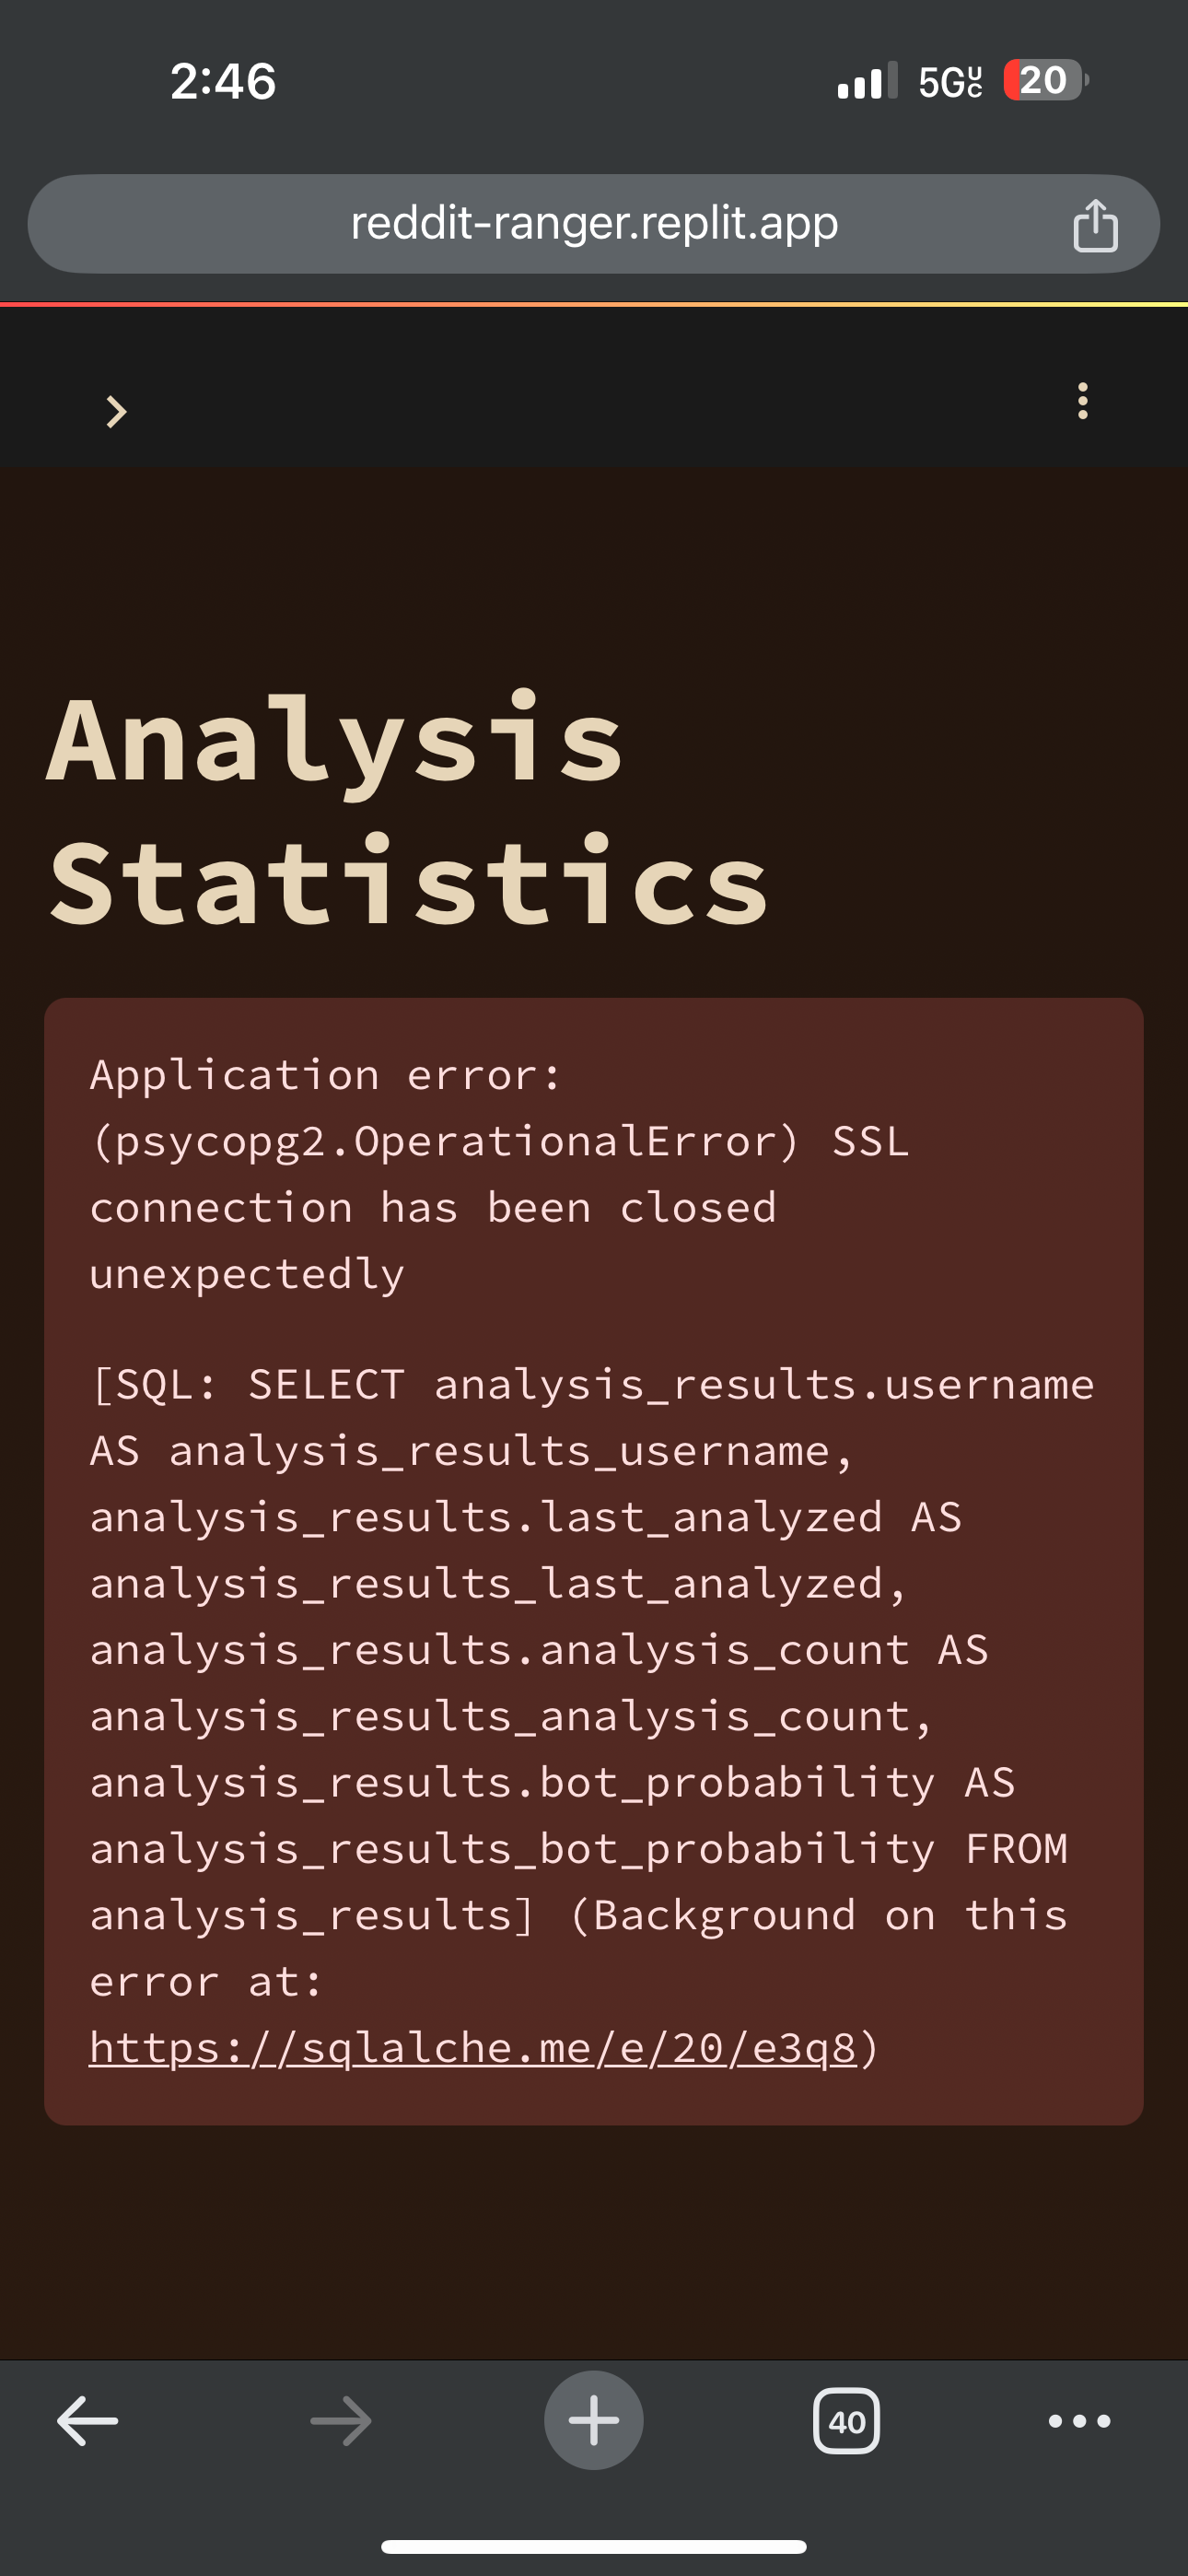 2:46
5G UC
20
reddit-ranger.replit.app
Analysis
Statistics
Application error:
(psycopg2.OperationalError) SSL
connection has been closed
unexpectedly
[SQL: SELECT analysis_results.username
AS analysis_results_username,
analysis_results.last_analyzed AS
analysis_results_last_analyzed,
analysis_results.analysis_count AS
analysis_results_analysis_count,
analysis_results.bot_probability AS
analysis_results_bot_probability FROM
analysis_results] (Background on this
error at:
https://sqlalche.me/e/20/e3q8)
40